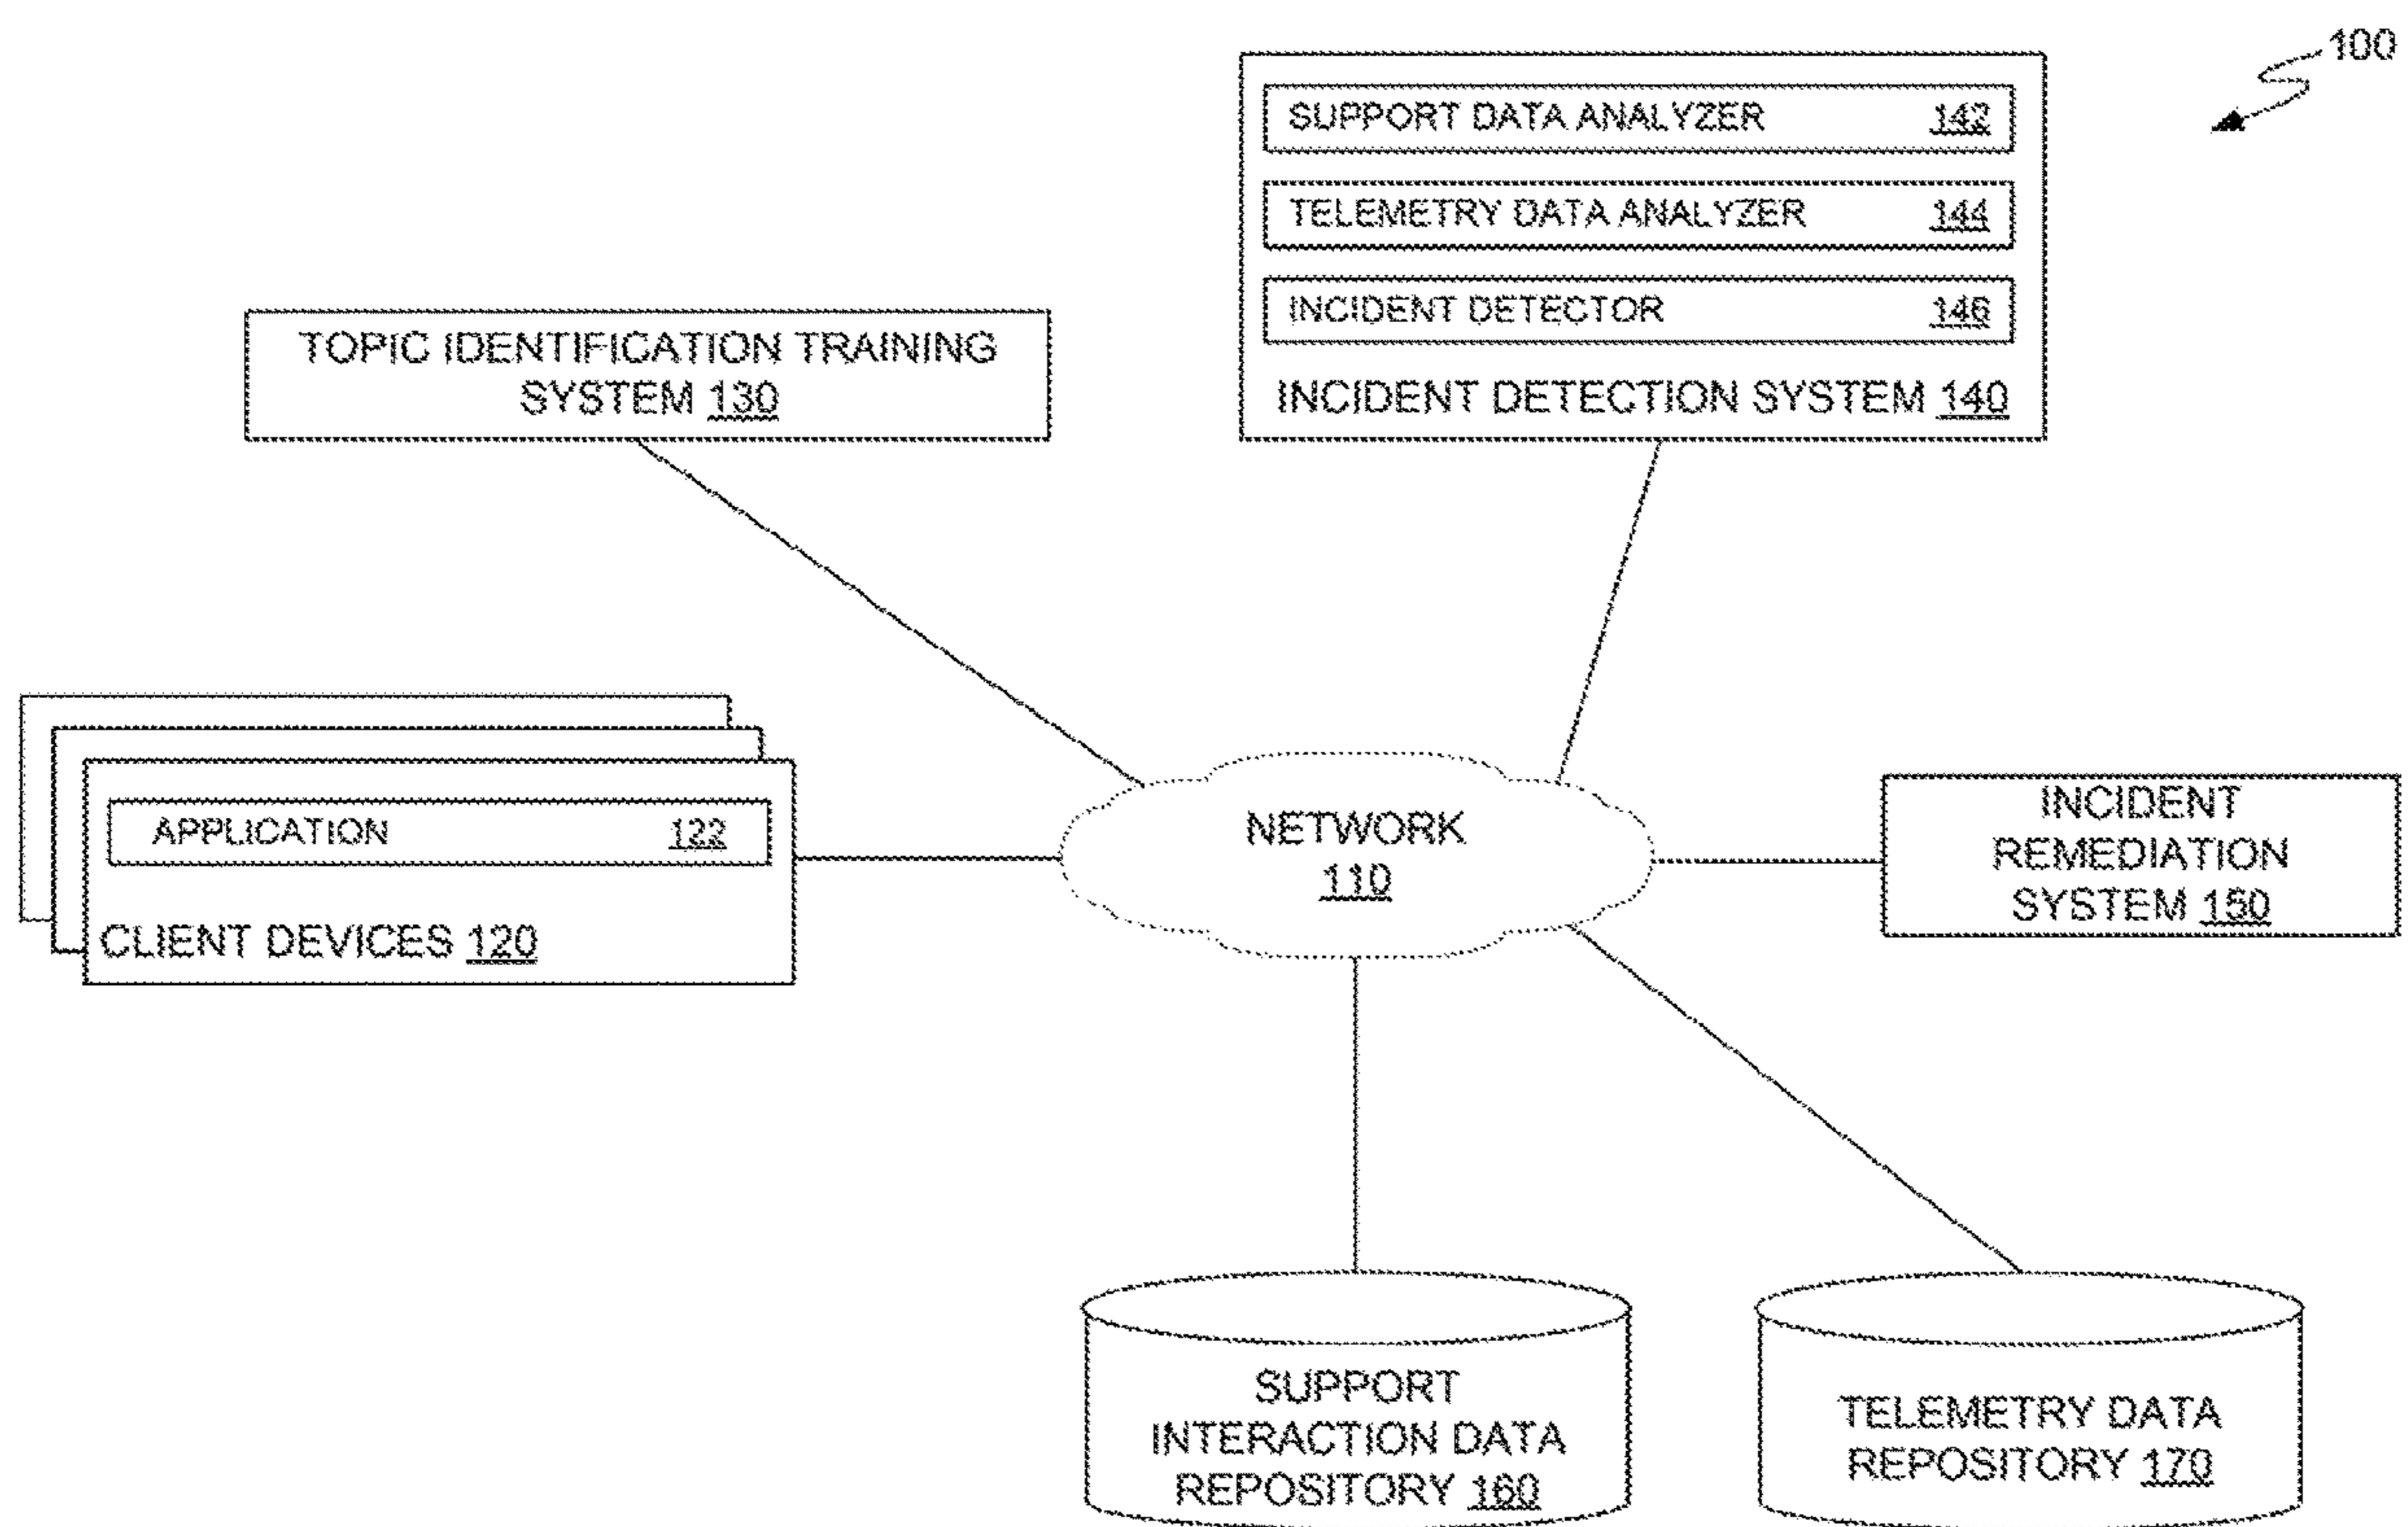 100
SUPPORT DATA ANALYZER 142
TELEMETRY DATA ANALYZER 144
INCIDENT DETECTOR 146
INCIDENT DETECTION SYSTEM 140
TOPIC IDENTIFICATION TRAINING
SYSTEM 130
APPLICATION 122
CLIENT DEVICES 120
NETWORK
110
INCIDENT
REMEDIATION
SYSTEM 150
SUPPORT
INTERACTION DATA
REPOSITORY 160
TELEMETRY DATA
REPOSITORY 170